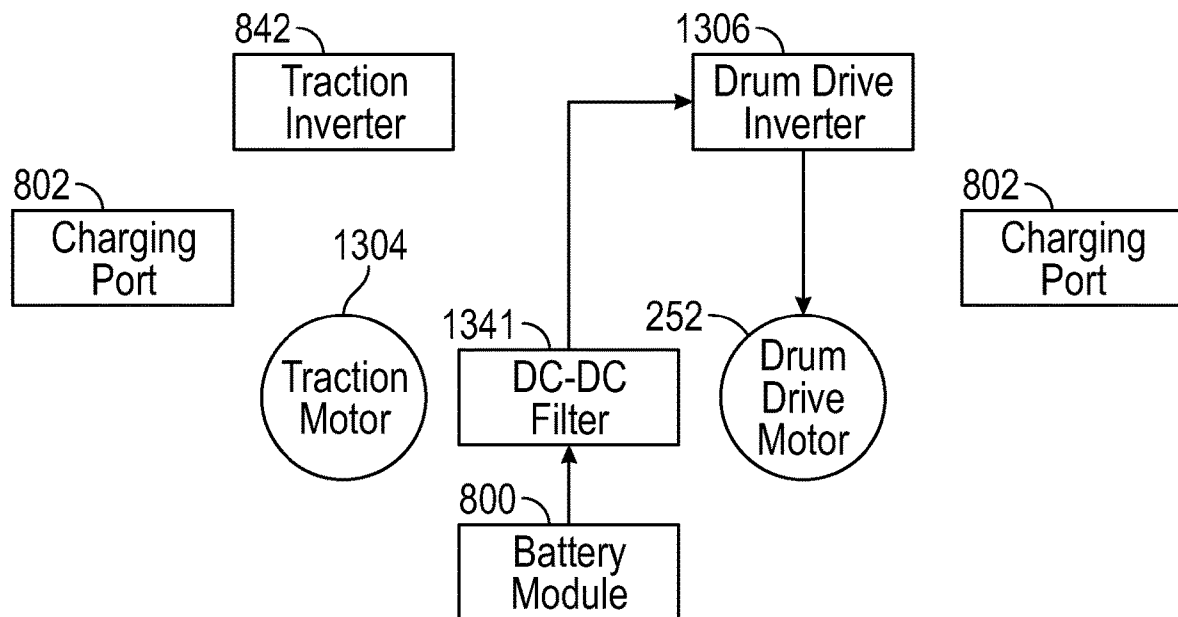 842
Traction
Inverter
1306
Drum Drive
Inverter
802
Charging
Port
802
Charging
Port
1304
Traction
Motor
1341
DC-DC
Filter
252
Drum
Drive
Motor
800
Battery
Module